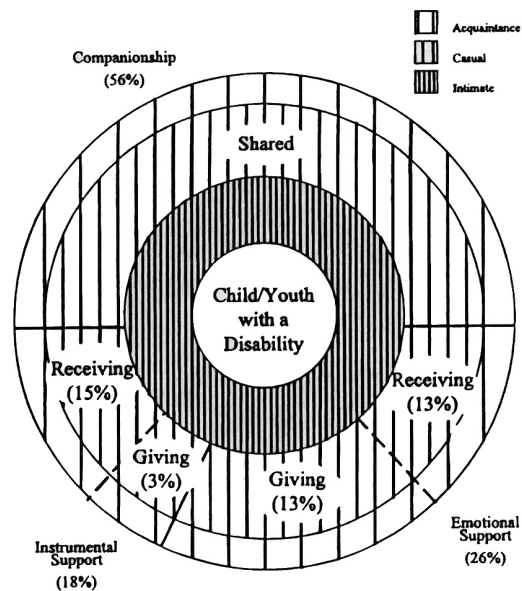 Acquaintance
Casual
Intimate
Companionship
(56%)
Shared
Child/Youth
with a
Disability
Receiving
(15%)
Receiving
(13%)
Giving
(3%)
Giving
(13%)
Instrumental
Support
(18%)
Emotional
Support
(26%)